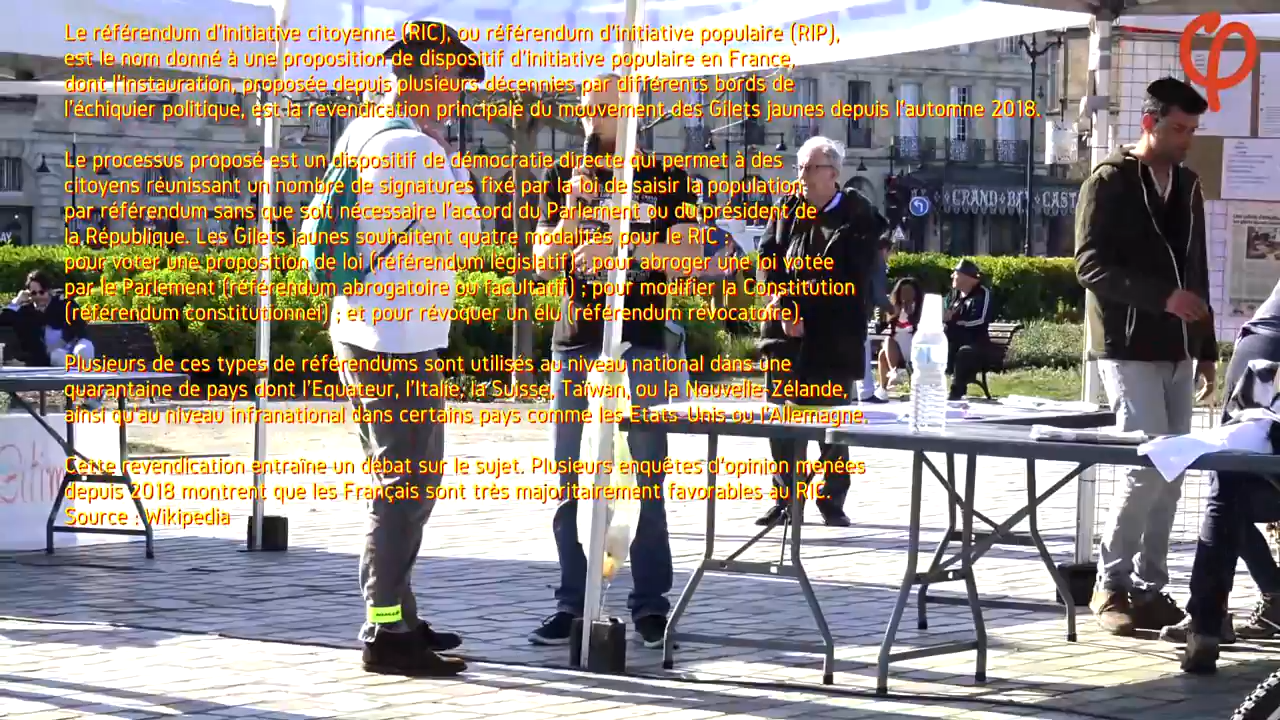 Le référendum d'initiative citoyenne (RIC), ou référendum d'initiative populaire (RIP),
est le nom donné à une proposition de dispositif d'initiative populaire en France,
dont l'instauration, proposée depuis plusieurs décennies par différents bords de
l'échiquier politique, est la revendication principale du mouvement des Gilets jaunes depuis l'automne 2018.
Le processus proposé est un dispositif de démocratie directe qui permet à des
citoyens réunissant un nombre de signatures fixé par la loi de saisir la population
par référendum sans que soit nécessaire l'accord du Parlement ou du président de
la République. Les Gilets jaunes souhaitent quatre modalités pour le RIC :
pour voter une proposition de loi (référendum législatif) ; pour abroger une loi votée
par le Parlement (référendum abrogatoire ou facultatif) ; pour modifier la Constitution
(référendum constitutionnel) ; et pour révoquer un élu (référendum révocatoire).
Plusieurs de ces types de référendums sont utilisés au niveau national dans une
quarantaine de pays dont l'Equateur, l'Italie, la Suisse, Taïwan, ou la Nouvelle-Zélande,
ainsi qu'au niveau infranational dans certains pays comme les Etats-Unis ou l'Allemagne.
Cette revendication entraîne un débat sur le sujet. Plusieurs enquêtes d'opinion menées
depuis 2018 montrent que les Français sont très majoritairement favorables au RIC.
Source : Wikipedia
φ
GRAND BAR CAST